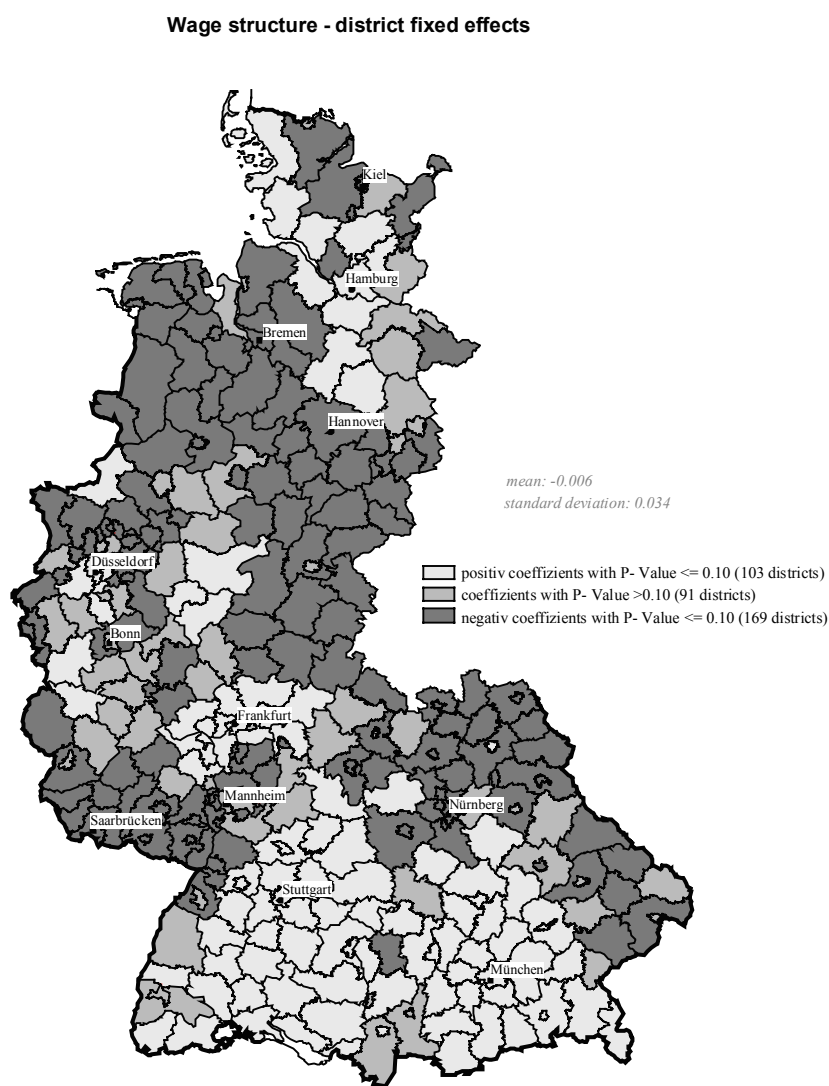 Wage structure - district fixed effects
Kiel
Hamburg
Bremen
Hannover
mean: -0.006
standard deviation: 0.034
Düsseldorf
positiv coeffizients with P- Value <= 0.10 (103 districts)
coefficients with P- Value >0.10 (91 districts)
negativ coeffizients with P- Value <= 0.10 (169 districts)
Bonn
Frankfurt
Mannheim
Nürnberg
Saarbrücken
Stuttgart
München